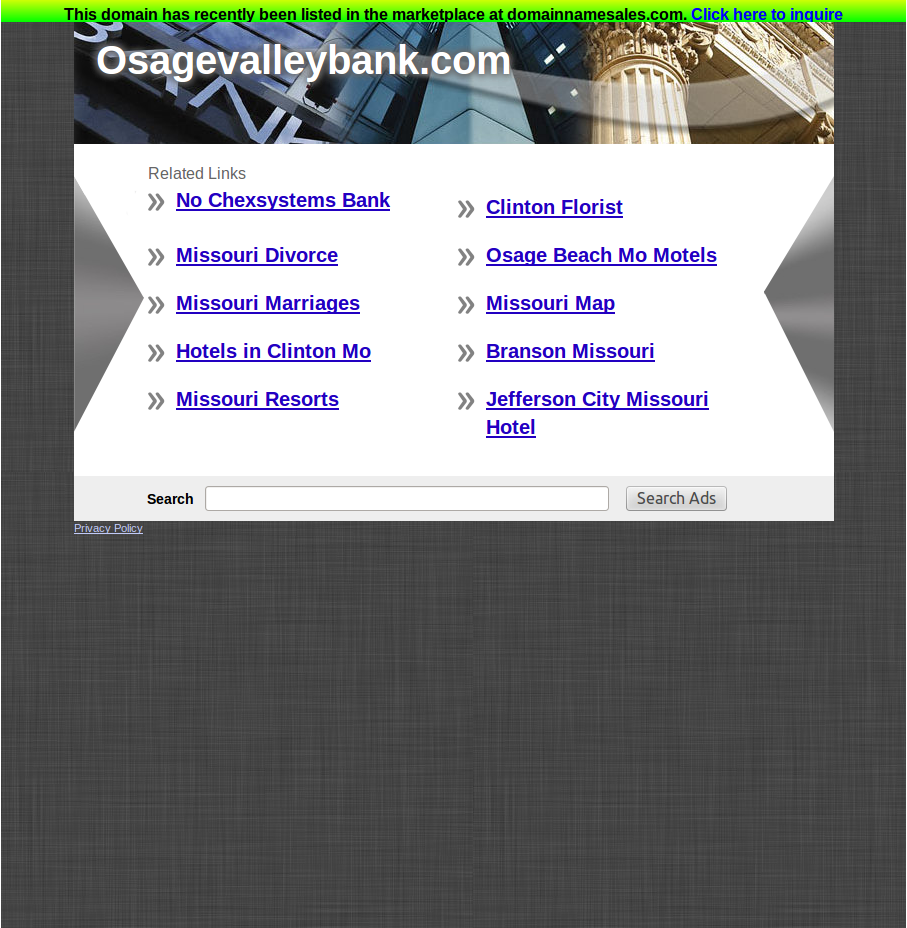 This domain has recently been listed in the marketplace at domainnamesales.com. Click here to inquire
Osagevalleybank.com
Related Links
No Chexsystems Bank
Clinton Florist
Missouri Divorce
Osage Beach Mo Motels
Missouri Marriages
Missouri Map
Hotels in Clinton Mo
Branson Missouri
Missouri Resorts
Jefferson City Missouri
Hotel
Search
Search Ads
Privacy Policy